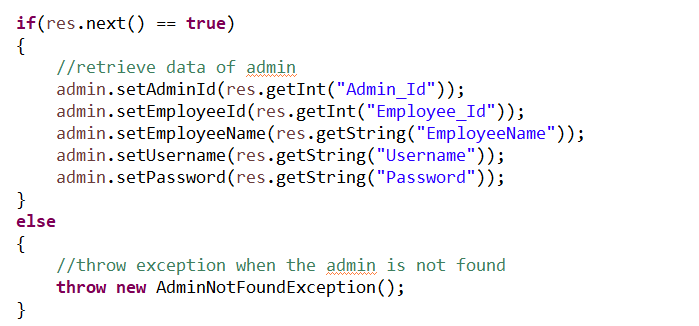 if(res.next() == true)
{
    //retrieve data of admin
    admin.setAdminId(res.getInt("Admin_Id"));
    admin.setEmployeeId(res.getInt("Employee_Id"));
    admin.setEmployeeName(res.getString("EmployeeName"));
    admin.setUsername(res.getString("Username"));
    admin.setPassword(res.getString("Password"));
}
else
{
    //throw exception when the admin is not found
    throw new AdminNotFoundException();
}